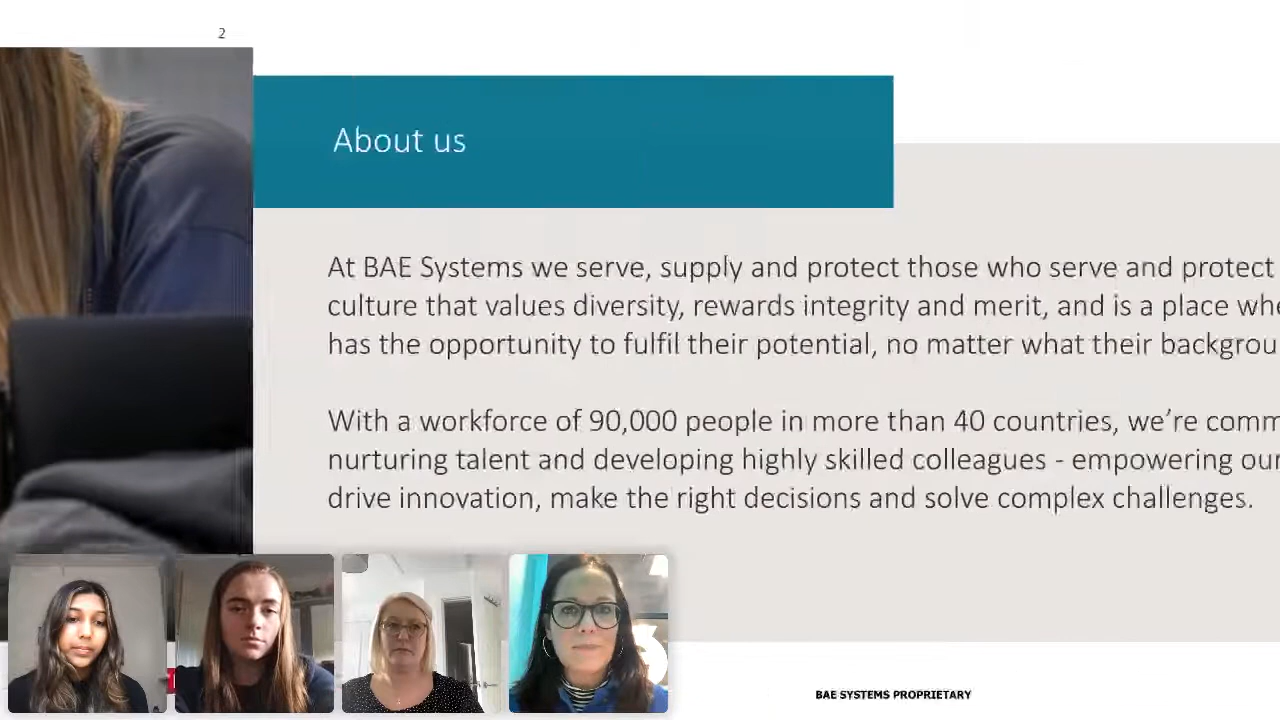 2
About us
At BAE Systems we serve, supply and protect those who serve and protect
culture that values diversity, rewards integrity and merit, and is a place whe
has the opportunity to fulfil their potential, no matter what their backgrou
With a workforce of 90,000 people in more than 40 countries, we’re comm
nurturing talent and developing highly skilled colleagues - empowering our
drive innovation, make the right decisions and solve complex challenges.
BAE SYSTEMS PROPRIETARY